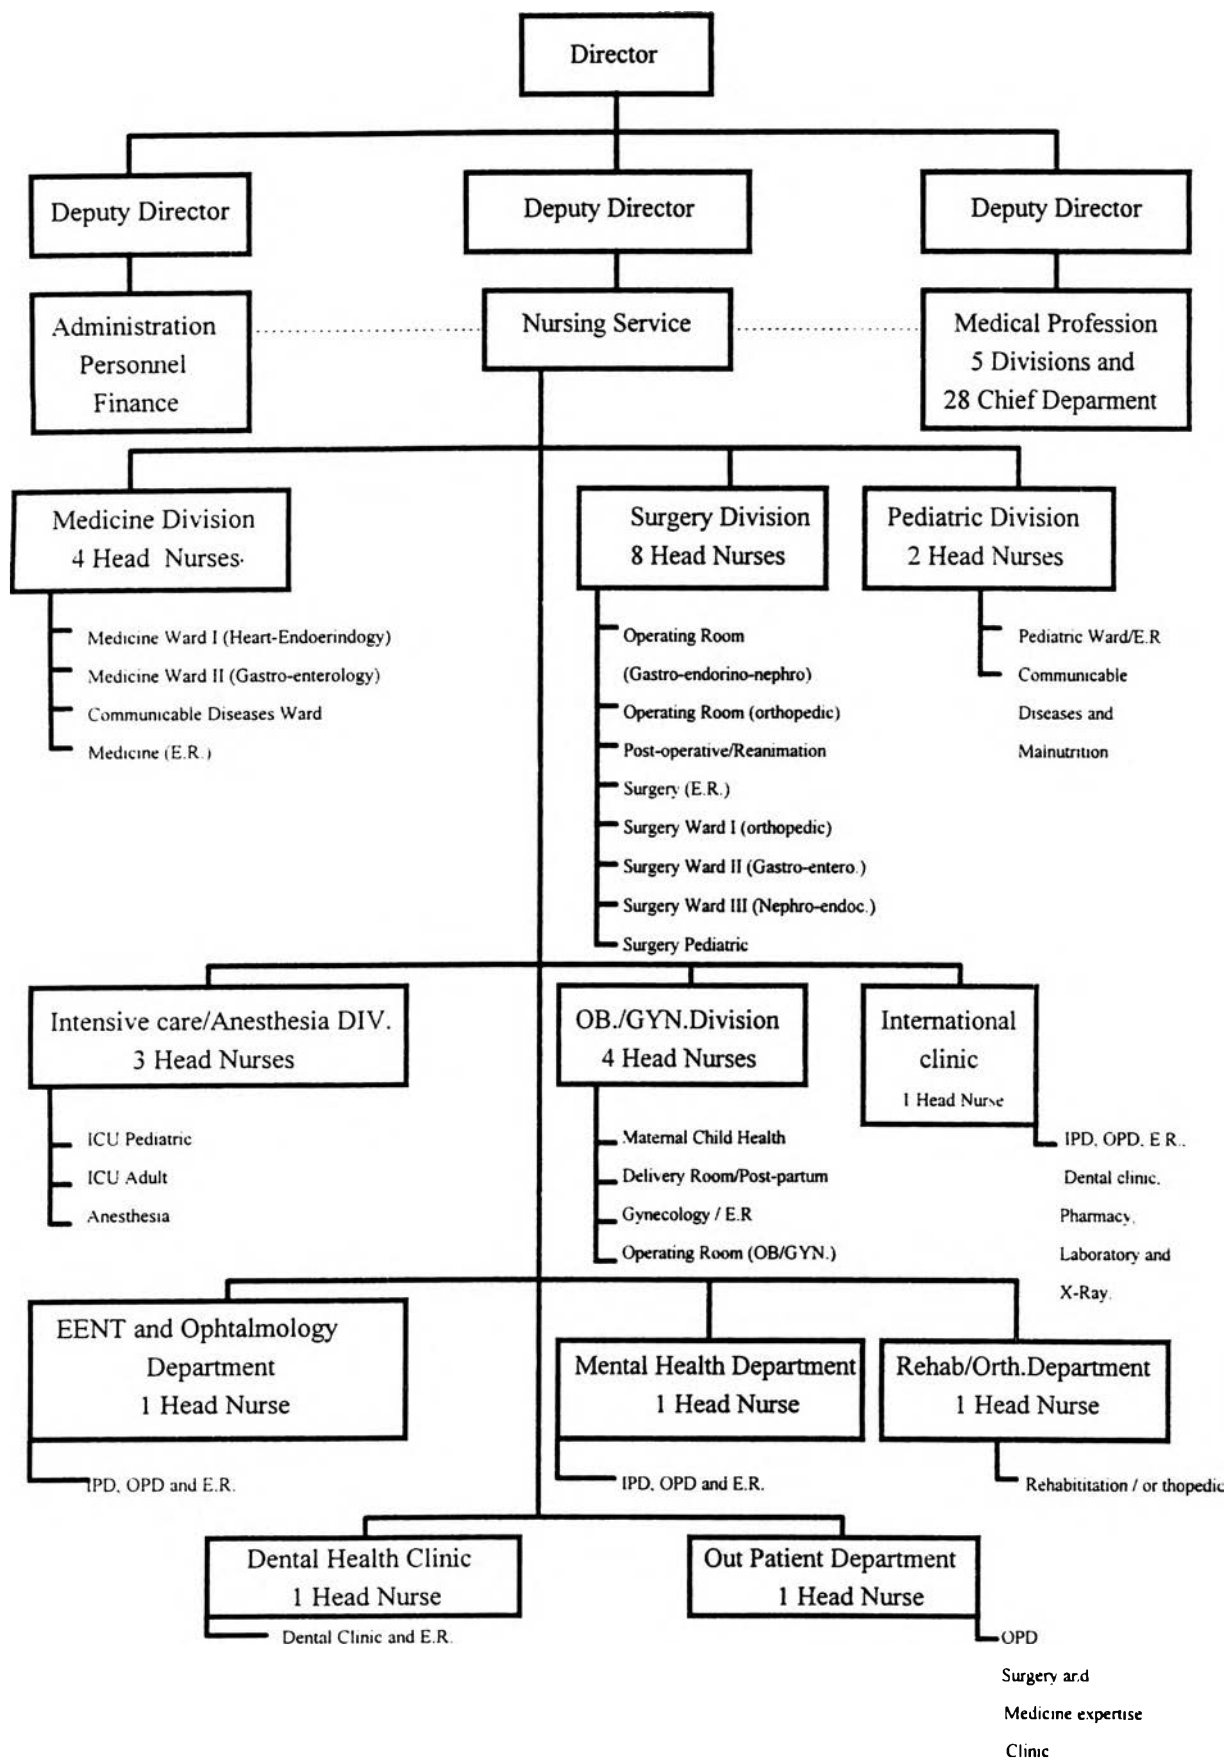 Director
Deputy Director
Deputy Director
Deputy Director
Administration
Personnel
Finance
Nursing Service
Medical Profession
5 Divisions and
28 Chief Deparment
Medicine Division
4 Head Nurses.
Medicine Ward I (Heart-Endoerindogy)
Medicine Ward II (Gastro-enterology)
Communicable Diseases Ward
Medicine (E.R.)
Surgery Division
8 Head Nurses
Operating Room
(Gastro-endorino-nephro)
Operating Room (orthopedic)
Post-operative/Reanimation
Surgery (E.R.)
Surgery Ward I (orthopedic)
Surgery Ward II (Gastro-entero.)
Surgery Ward III (Nephro-endoc.)
Surgery Pediatric
Pediatric Division
2 Head Nurses
Pediatric Ward/E.R
Communicable
Diseases and
Malnutrition
Intensive care/Anesthesia DIV.
3 Head Nurses
ICU Pediatric
ICU Adult
Anesthesia
OB./GYN.Division
4 Head Nurses
Maternal Child Health
Delivery Room/Post-partum
Gynecology / E.R
Operating Room (OB/GYN.)
International
clinic
1 Head Nurse
IPD, OPD, E R..
Dental clinic.
Pharmacy.
Laboratory and
X-Ray.
EENT and Ophtalmology
Department
1 Head Nurse
IPD, OPD and E.R.
Mental Health Department
1 Head Nurse
IPD, OPD and E.R.
Rehab/Orth.Department
1 Head Nurse
Rehabititation / or thopedic
Dental Health Clinic
1 Head Nurse
Dental Clinic and E.R.
Out Patient Department
1 Head Nurse
OPD
Surgery and
Medicine expertise
Clinic